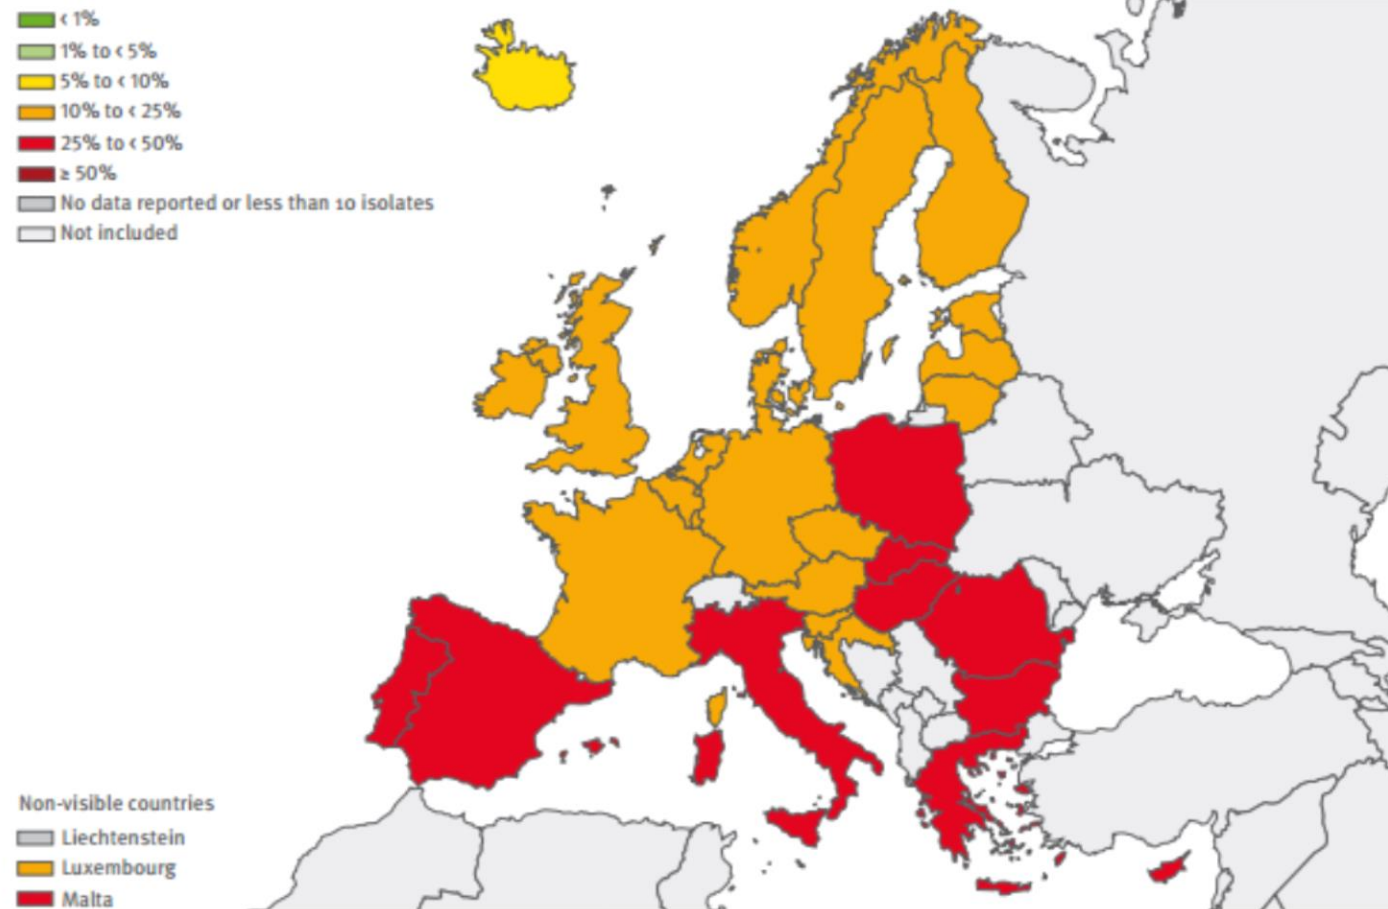 < 1%
1% to < 5%
5% to < 10%
10% to < 25%
25% to < 50%
≥ 50%
No data reported or less than 10 isolates
Not included
Non-visible countries
Liechtenstein
Luxembourg
Malta